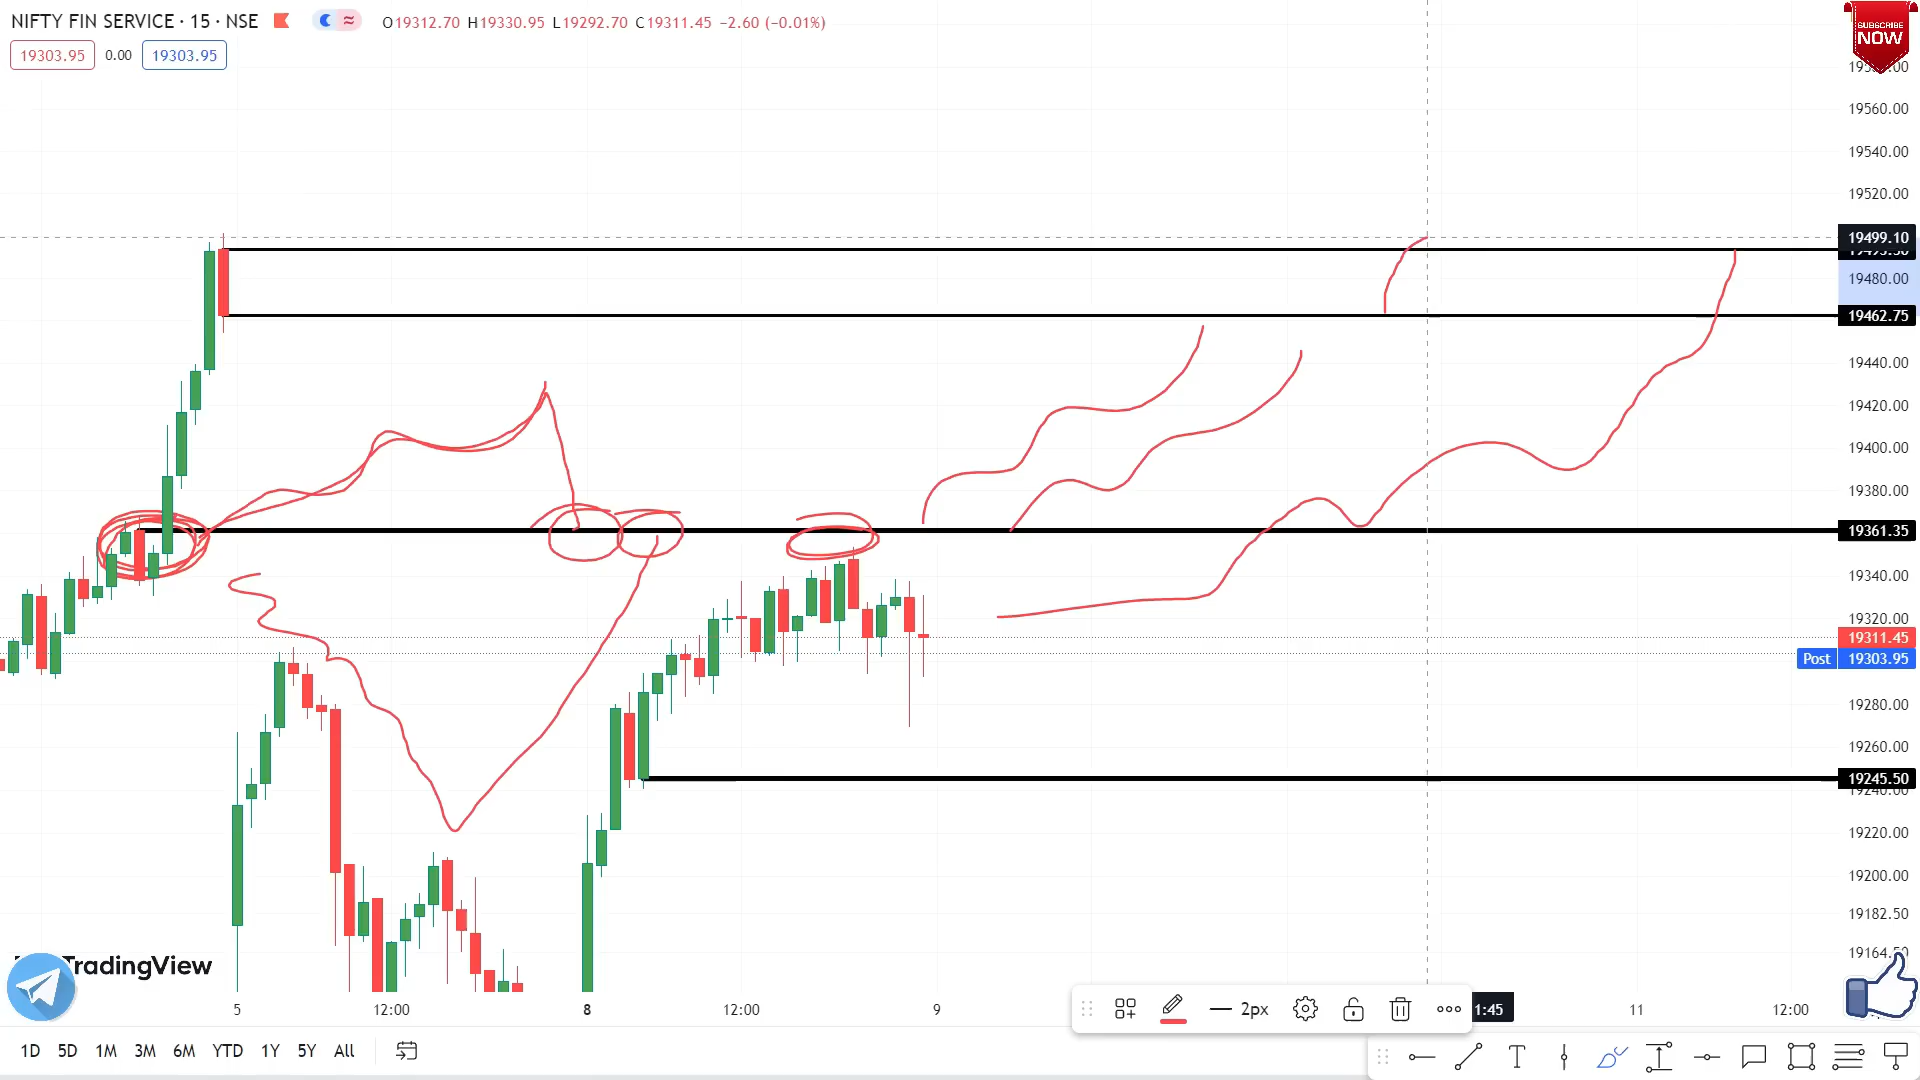 NIFTY FIN SERVICE · 15 · NSE O19312.70 H19330.95 L19292.70 C19311.45 −2.60 (−0.01%)
19303.95 0.00 19303.95
SUBSCRIBE
NOW
19560.00
19540.00
19520.00
19499.10
19480.00
19462.75
19440.00
19420.00
19400.00
19380.00
19361.35
19340.00
19320.00
19311.45
Post 19303.95
19280.00
19260.00
19245.50
19240.00
19220.00
19200.00
19182.50
19164.50
TradingView
5 12:00 8 12:00 9 1:45 11 12:00
2px
1D 5D 1M 3M 6M YTD 1Y 5Y All